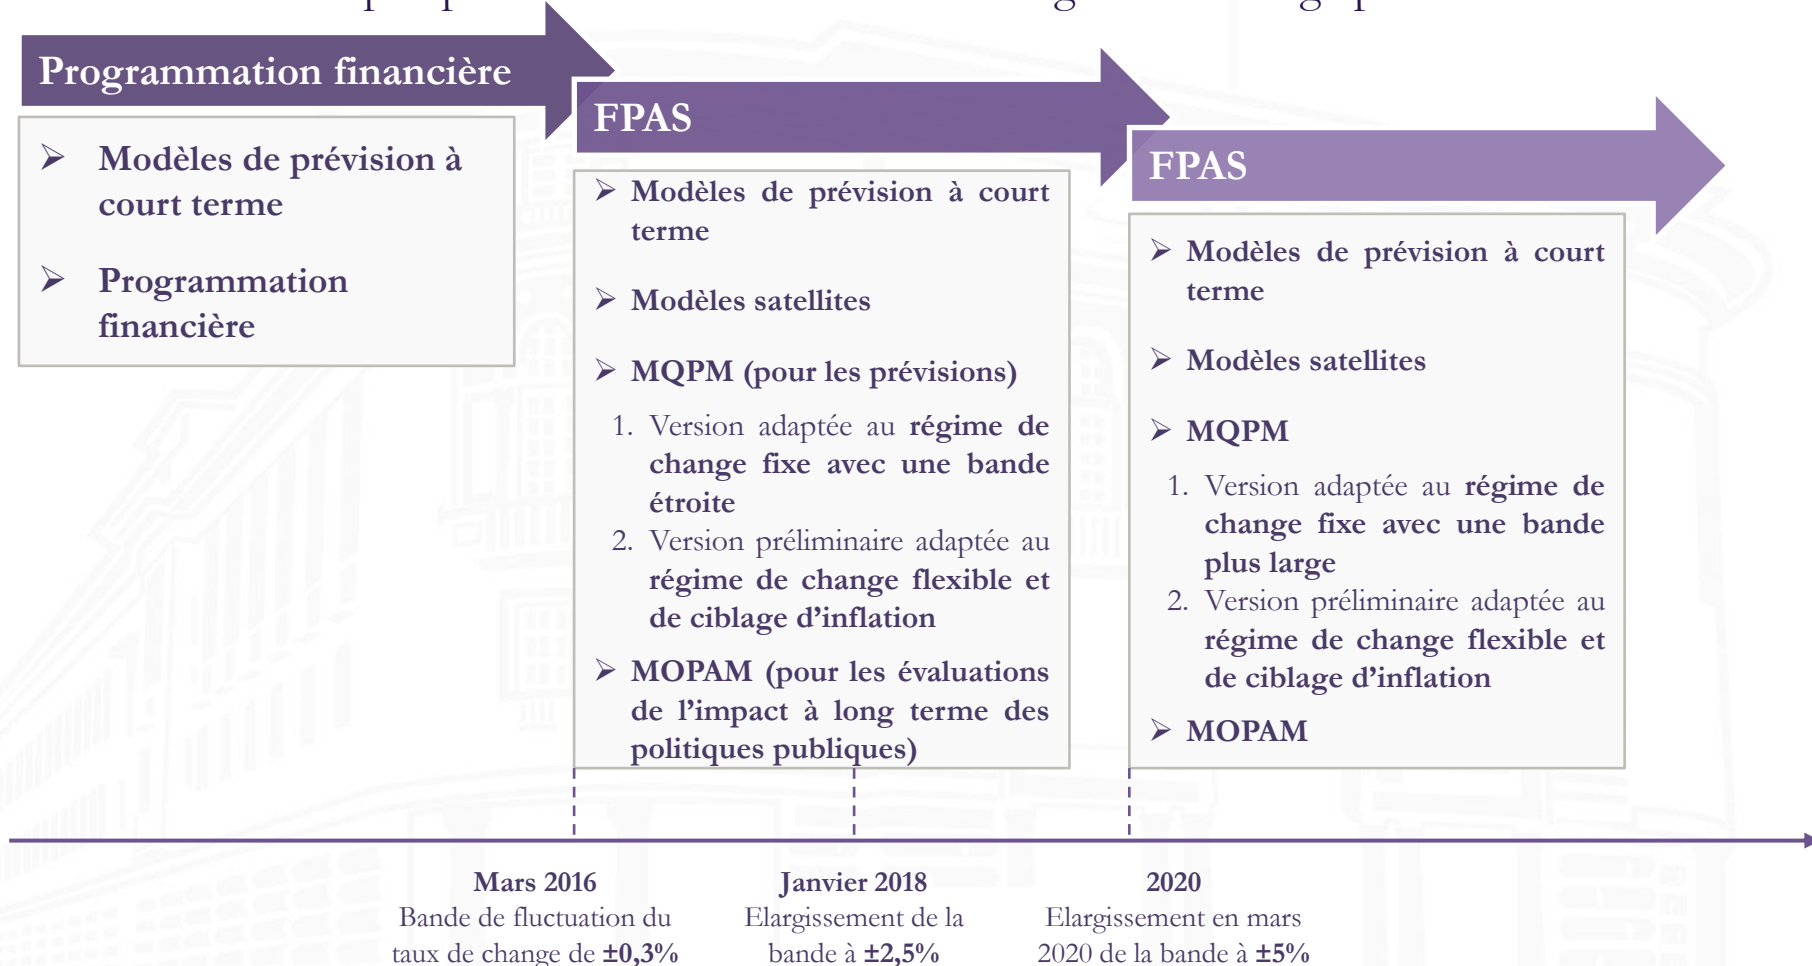 Programmation financière
➢ Modèles de prévision à
court terme
➢ Programmation
financière
FPAS
➢ Modèles de prévision à court
terme
➢ Modèles satellites
➢ MQPM (pour les prévisions)
1. Version adaptée au régime de
change fixe avec une bande
étroite
2. Version préliminaire adaptée au
régime de change flexible et
de ciblage d’inflation
➢ MOPAM (pour les évaluations
de l’impact à long terme des
politiques publiques)
FPAS
➢ Modèles de prévision à court
terme
➢ Modèles satellites
➢ MQPM
1. Version adaptée au régime de
change fixe avec une bande
plus large
2. Version préliminaire adaptée au
régime de change flexible et
de ciblage d’inflation
➢ MOPAM
Mars 2016
Bande de fluctuation du
taux de change de ±0,3%
Janvier 2018
Elargissement de la
bande à ±2,5%
2020
Elargissement en mars
2020 de la bande à ±5%